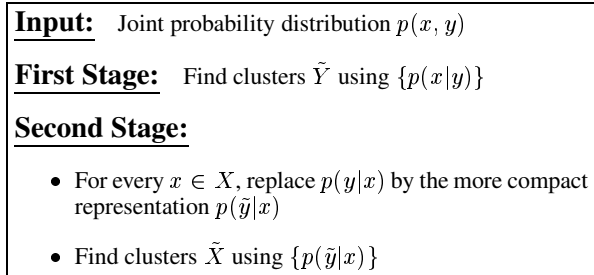 Input: Joint probability distribution p(x, y)
First Stage: Find clusters Ỹ using {p(x|y)}
Second Stage:
• For every x ∈ X, replace p(y|x) by the more compact
representation p(ỹ|x)
• Find clusters X̃ using {p(ỹ|x)}